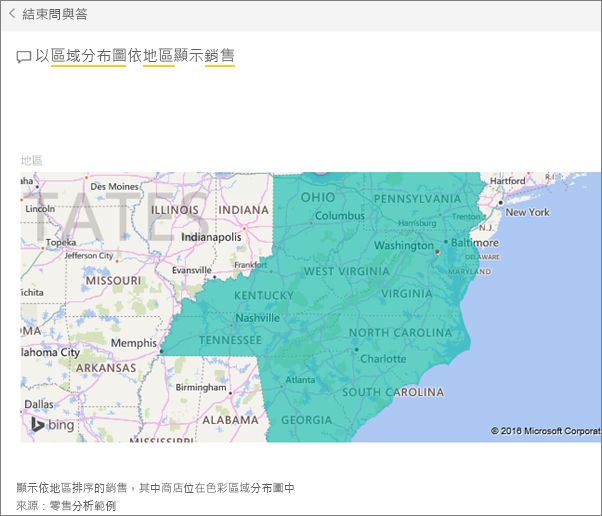 結束問與答
以區域分布圖依地區顯示銷售
地區
TATES
Des Moines
Lincoln
ILLINOIS
INDIANA
OHIO
PENNSYLVANIA
Hartford
R.I.
New York
Columbus
Harrisburg
Trenton
N.J.
Topeka
Indianapolis
Washington
Baltimore
Jefferson City
DELAWARE
MARYLAND
Evansville
Frankfort
WEST VIRGINIA
MISSOURI
KENTUCKY
VIRGINIA
Nashville
NORTH CAROLINA
Memphis
TENNESSEE
lahoma City
Charlotte
ARKANSAS
Atlanta
SOUTH CAROLINA
Birmingham
Dallas
ALABAMA
GEORGIA
bing
MISSISSIPPI
© 2016 Microsoft Corporat
顯示依地區排序的銷售，其中商店位在色彩區域分布圖中
來源：零售分析範例